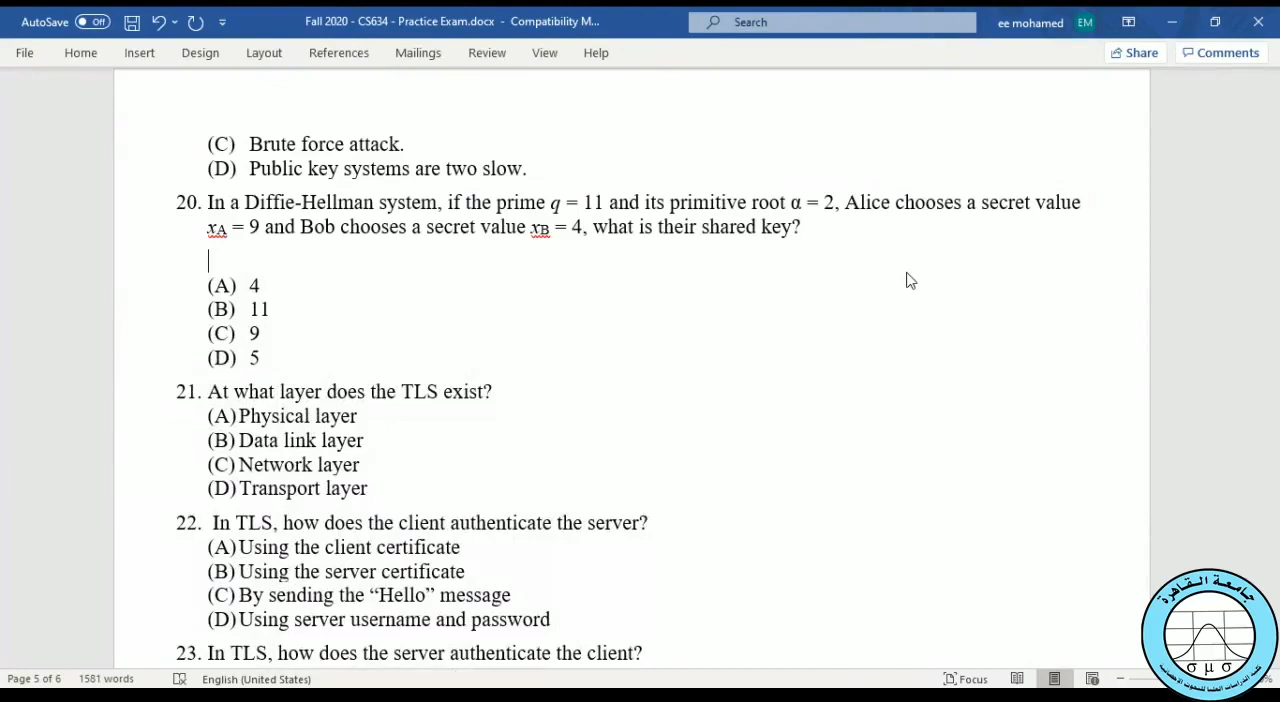 AutoSave Off Fall 2020 - CS634 - Practice Exam.docx - Compatibility M... Search ee mohamed EM
File Home Insert Design Layout References Mailings Review View Help Share Comments
(C) Brute force attack.
(D) Public key systems are two slow.
20. In a Diffie-Hellman system, if the prime q = 11 and its primitive root α = 2, Alice chooses a secret value
xA = 9 and Bob chooses a secret value xB = 4, what is their shared key?
(A) 4
(B) 11
(C) 9
(D) 5
21. At what layer does the TLS exist?
(A) Physical layer
(B) Data link layer
(C) Network layer
(D) Transport layer
22. In TLS, how does the client authenticate the server?
(A) Using the client certificate
(B) Using the server certificate
(C) By sending the “Hello” message
(D) Using server username and password
23. In TLS, how does the server authenticate the client?
جامعة القاهرة
σ μ σ
Page 5 of 6 1581 words English (United States) Focus